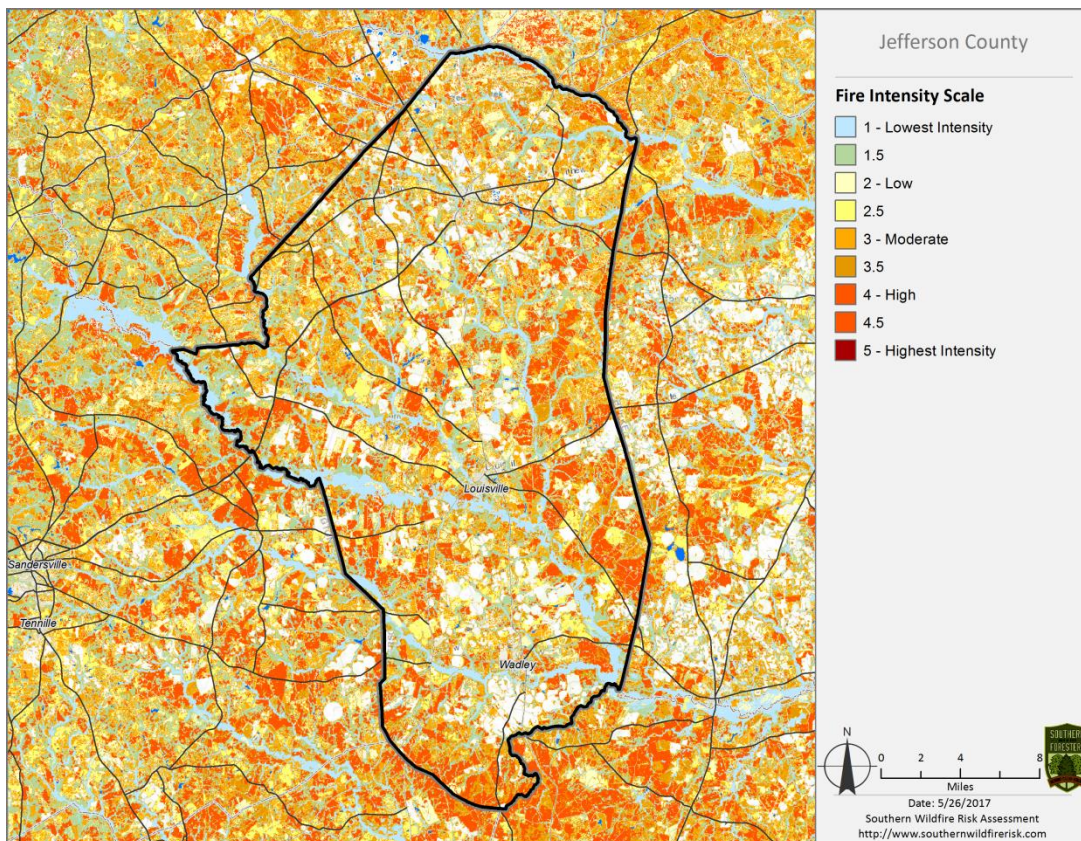 Jefferson County
Fire Intensity Scale
1 - Lowest Intensity
1.5
2 - Low
2.5
3 - Moderate
3.5
4 - High
4.5
5 - Highest Intensity
Louisville
Sandersville
Tennille
Wadley
N
0 2 4 8
Miles
SOUTHERN
Date: 5/26/2017
Southern Wildfire Risk Assessment
http://www.southernwildfirerisk.com